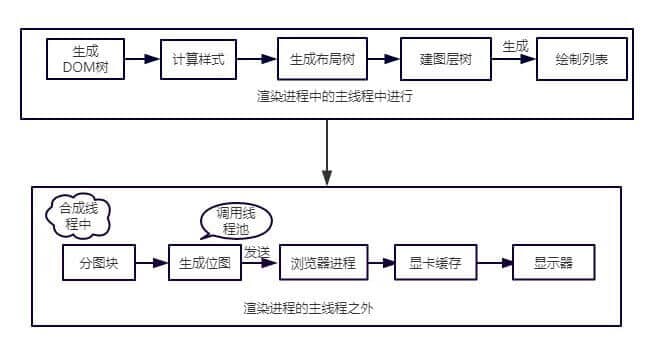 生成
DOM树
计算样式
生成布局树
建图层树
生成
绘制列表
渲染进程中的主线程中进行
合成线
程中
调用线
程池
分图块
生成位图
发送
浏览器进程
显卡缓存
显示器
渲染进程的主线程之外